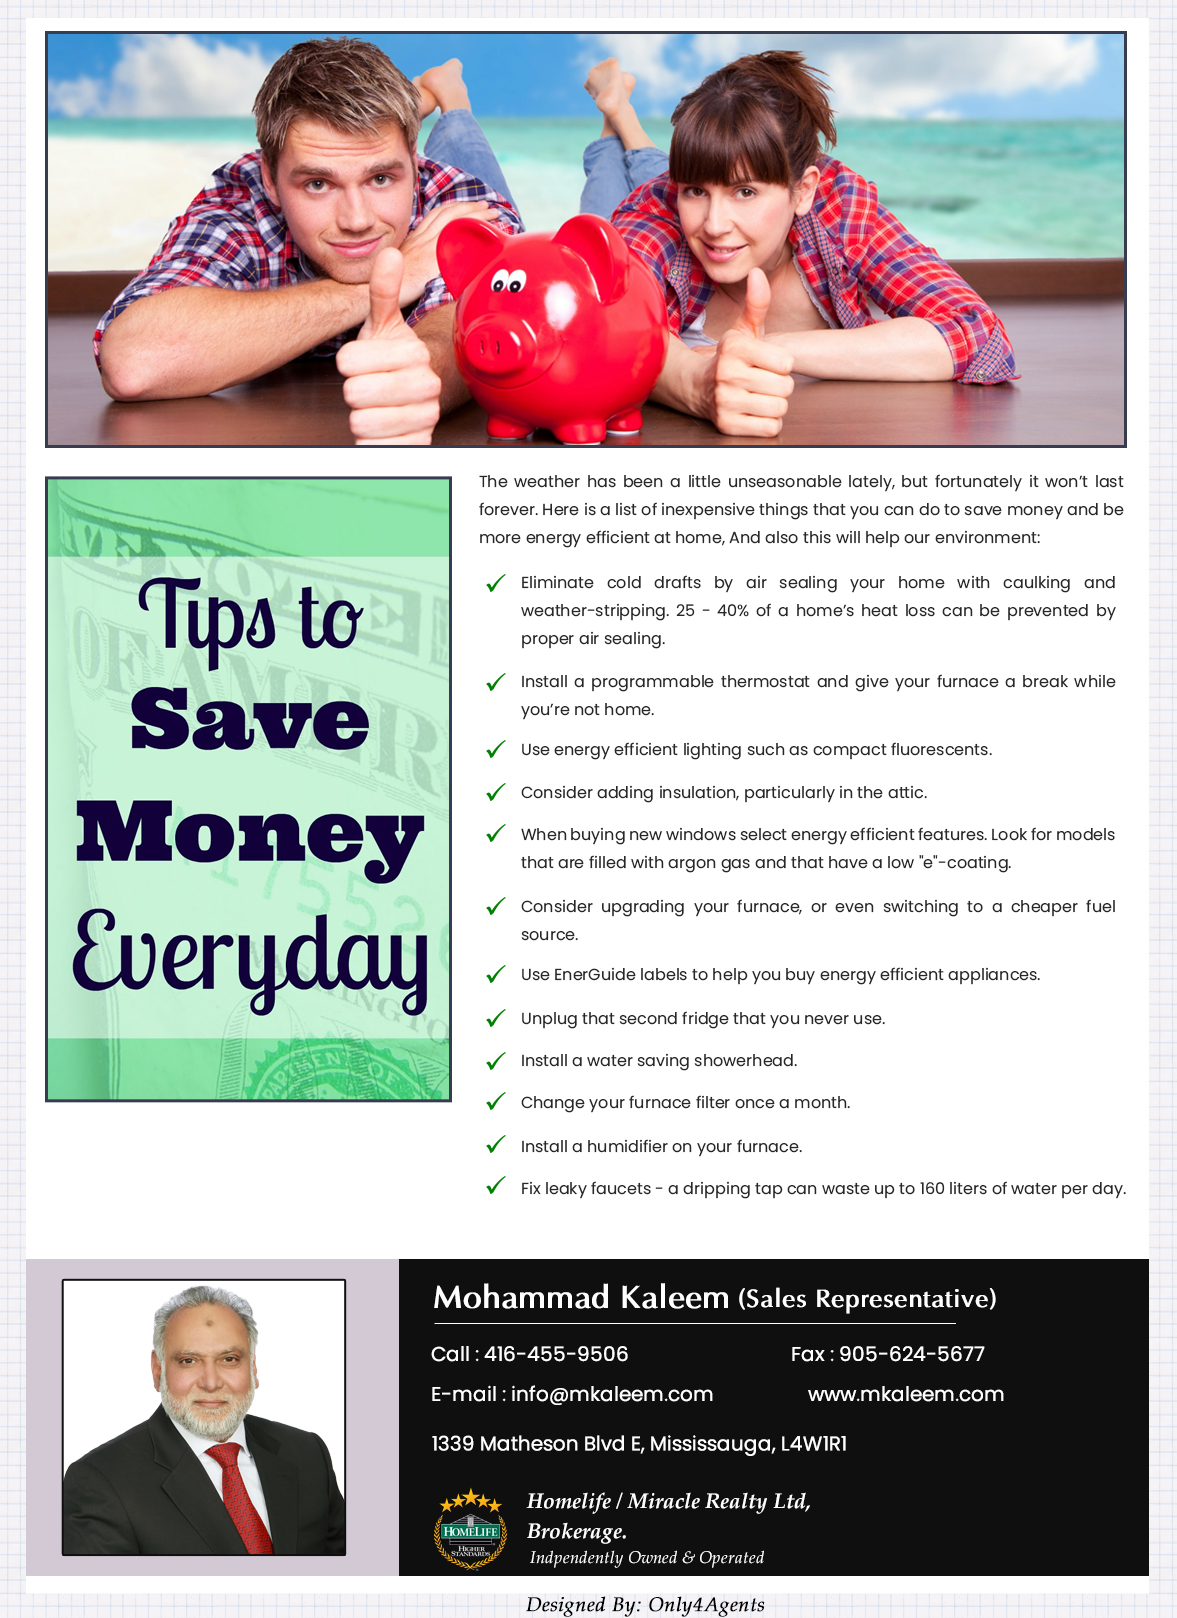 Tips to
Save
Money
Everyday
The weather has been a little unseasonable lately, but fortunately it won’t last
forever. Here is a list of inexpensive things that you can do to save money and be
more energy efficient at home, And also this will help our environment:
Eliminate cold drafts by air sealing your home with caulking and
weather-stripping. 25 - 40% of a home’s heat loss can be prevented by
proper air sealing.
Install a programmable thermostat and give your furnace a break while
you’re not home.
Use energy efficient lighting such as compact fluorescents.
Consider adding insulation, particularly in the attic.
When buying new windows select energy efficient features. Look for models
that are filled with argon gas and that have a low "e"-coating.
Consider upgrading your furnace, or even switching to a cheaper fuel
source.
Use EnerGuide labels to help you buy energy efficient appliances.
Unplug that second fridge that you never use.
Install a water saving showerhead.
Change your furnace filter once a month.
Install a humidifier on your furnace.
Fix leaky faucets - a dripping tap can waste up to 160 liters of water per day.
Mohammad Kaleem (Sales Representative)
Call : 416-455-9506 Fax : 905-624-5677
E-mail : info@mkaleem.com www.mkaleem.com
1339 Matheson Blvd E, Mississauga, L4W1R1
HOMELIFE
HIGHER
STANDARDS
Homelife / Miracle Realty Ltd,
Brokerage.
Indpendently Owned & Operated
Designed By: Only4Agents